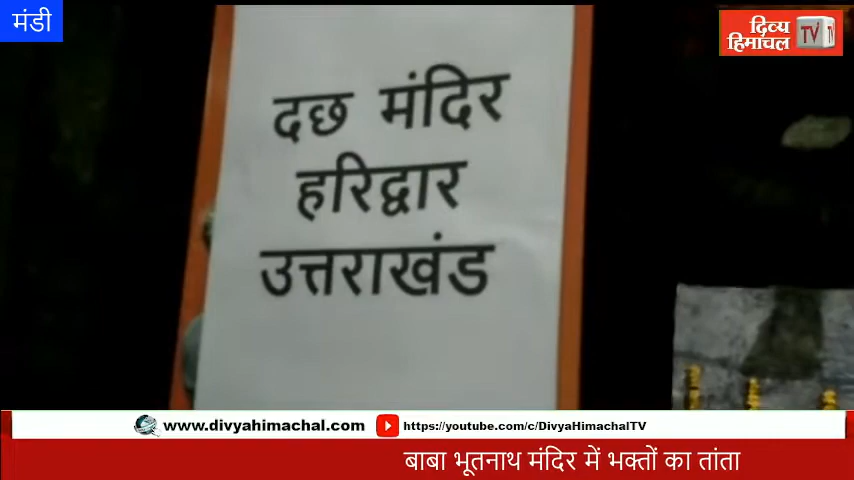 मंडी
दिव्य
हिमाचल
TV
दछ मंदिर
हरिद्वार
उत्तराखंड
www.divyahimachal.com
https://youtube.com/c/DivyaHimachalTV
बाबा भूतनाथ मंदिर में भक्तों का तांता